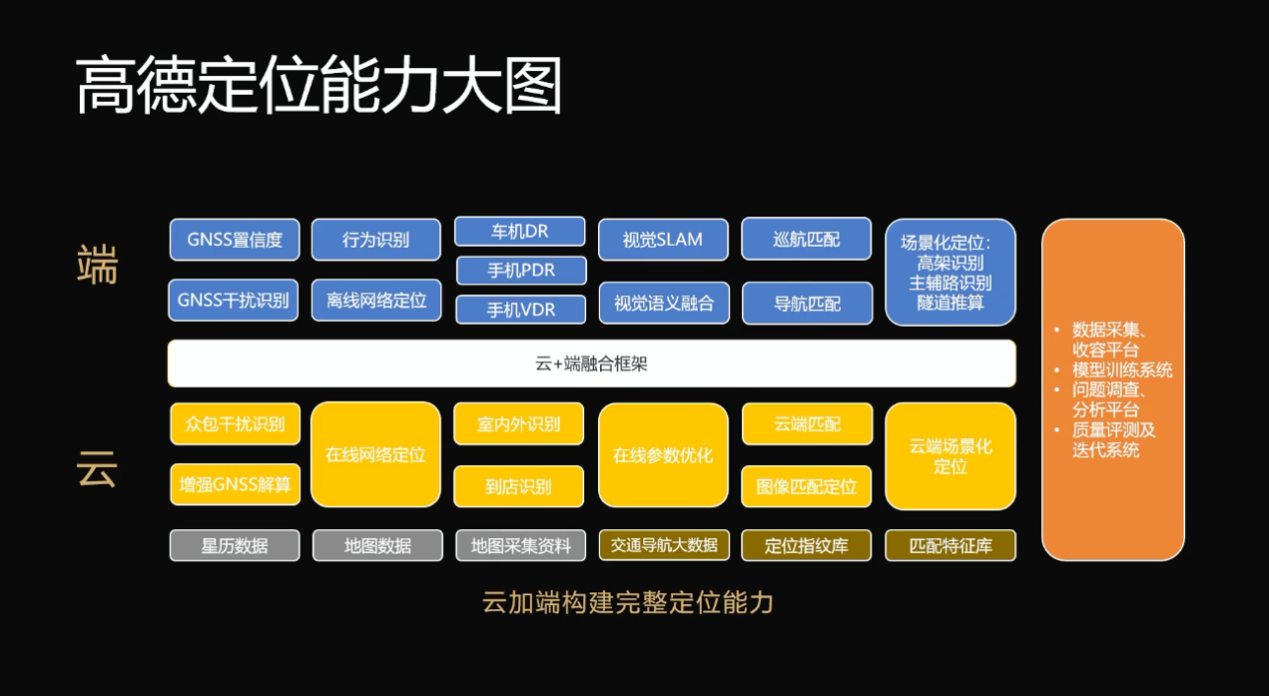 高德定位能力大图
端
GNSS置信度
行为识别
车机DR
视觉SLAM
巡航匹配
场景化定位：
高架识别
主辅路识别
隧道推算
手机PDR
GNSS干扰识别
离线网络定位
手机VDR
视觉语义融合
导航匹配
云+端融合框架
云
众包干扰识别
在线网络定位
室内外识别
在线参数优化
云端匹配
云端场景化
定位
增强GNSS解算
到店识别
图像匹配定位
星历数据
地图数据
地图采集资料
交通导航大数据
定位指纹库
匹配特征库
• 数据采集、
收容平台
• 模型训练系统
• 问题调查、
分析平台
• 质量评测及
迭代系统
云加端构建完整定位能力